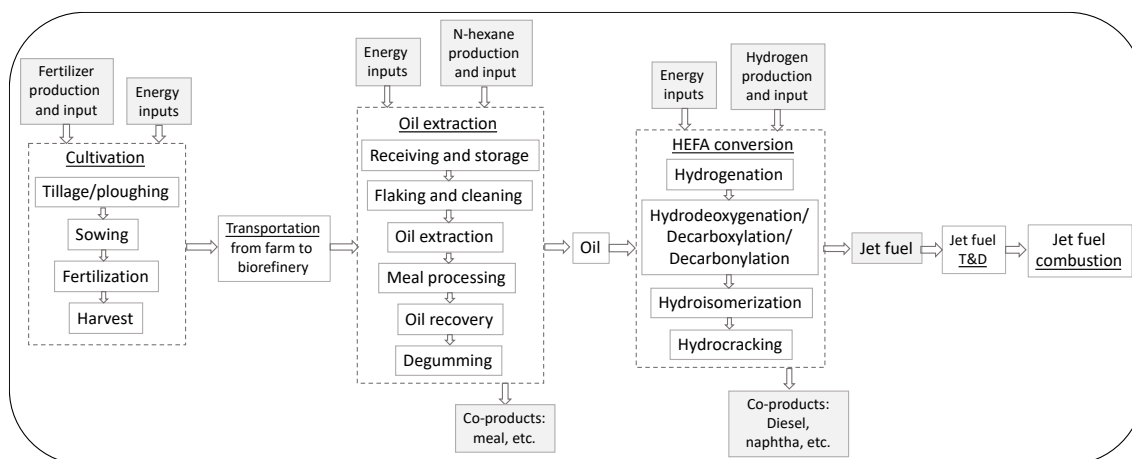 Fertilizer
production
and input
Energy
inputs
Cultivation
Tillage/ploughing
Sowing
Fertilization
Harvest
Transportation
from farm to
biorefinery
Energy
inputs
N-hexane
production
and input
Oil extraction
Receiving and storage
Flaking and cleaning
Oil extraction
Meal processing
Oil recovery
Degumming
Co-products:
meal, etc.
Oil
Energy
inputs
Hydrogen
production
and input
HEFA conversion
Hydrogenation
Hydrodeoxygenation/
Decarboxylation/
Decarbonylation
Hydroisomerization
Hydrocracking
Co-products:
Diesel,
naphtha, etc.
Jet fuel
Jet fuel
T&D
Jet fuel
combustion